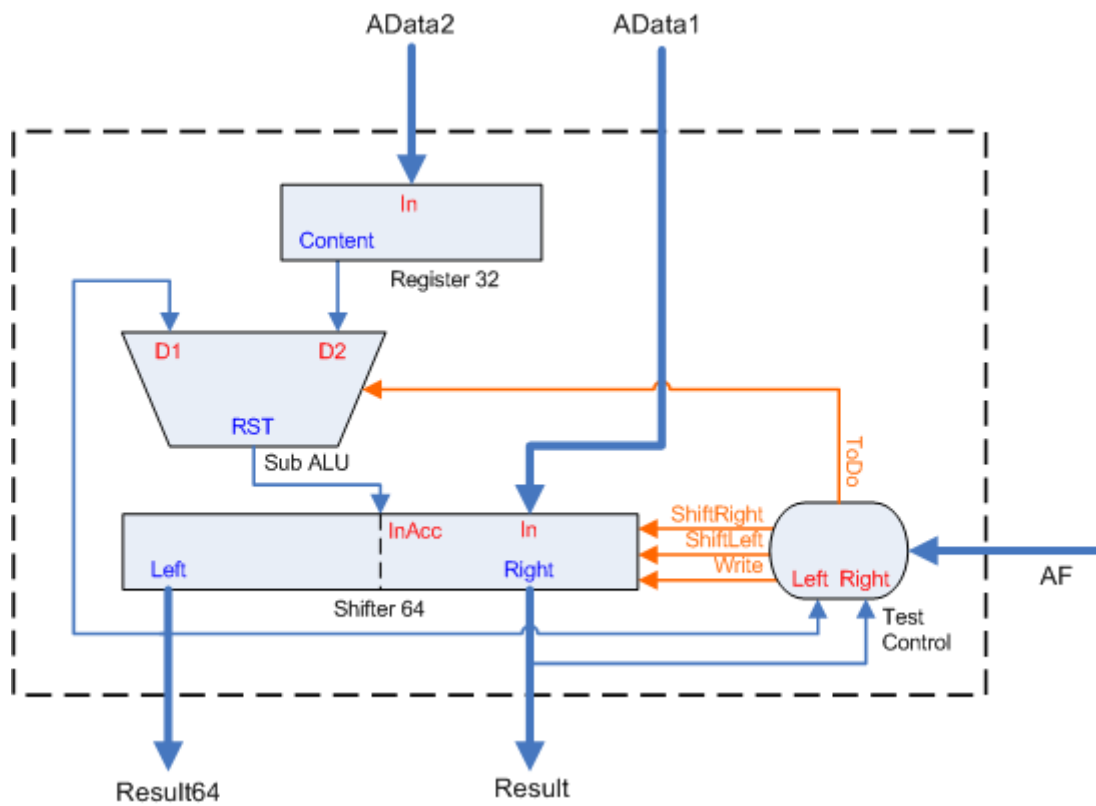 AData2
AData1
In
Content
Register 32
D1
D2
RST
Sub ALU
ToDo
InAcc
In
ShiftRight
ShiftLeft
Write
Left
Right
Left Right
AF
Shifter 64
Test
Control
Result64
Result